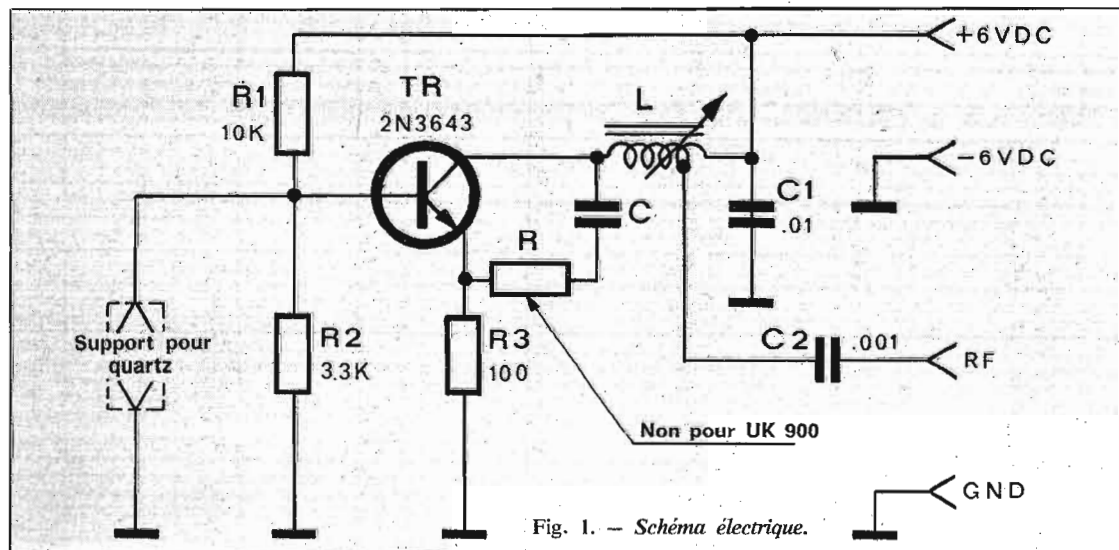 +6VDC
R1
10K
TR
2N3643
L
-6VDC
C1
.01
C
R
Support pour
quartz
R2
3.3K
R3
100
C2
.001
RF
Non pour UK 900
GND
Fig. 1. — Schéma électrique.